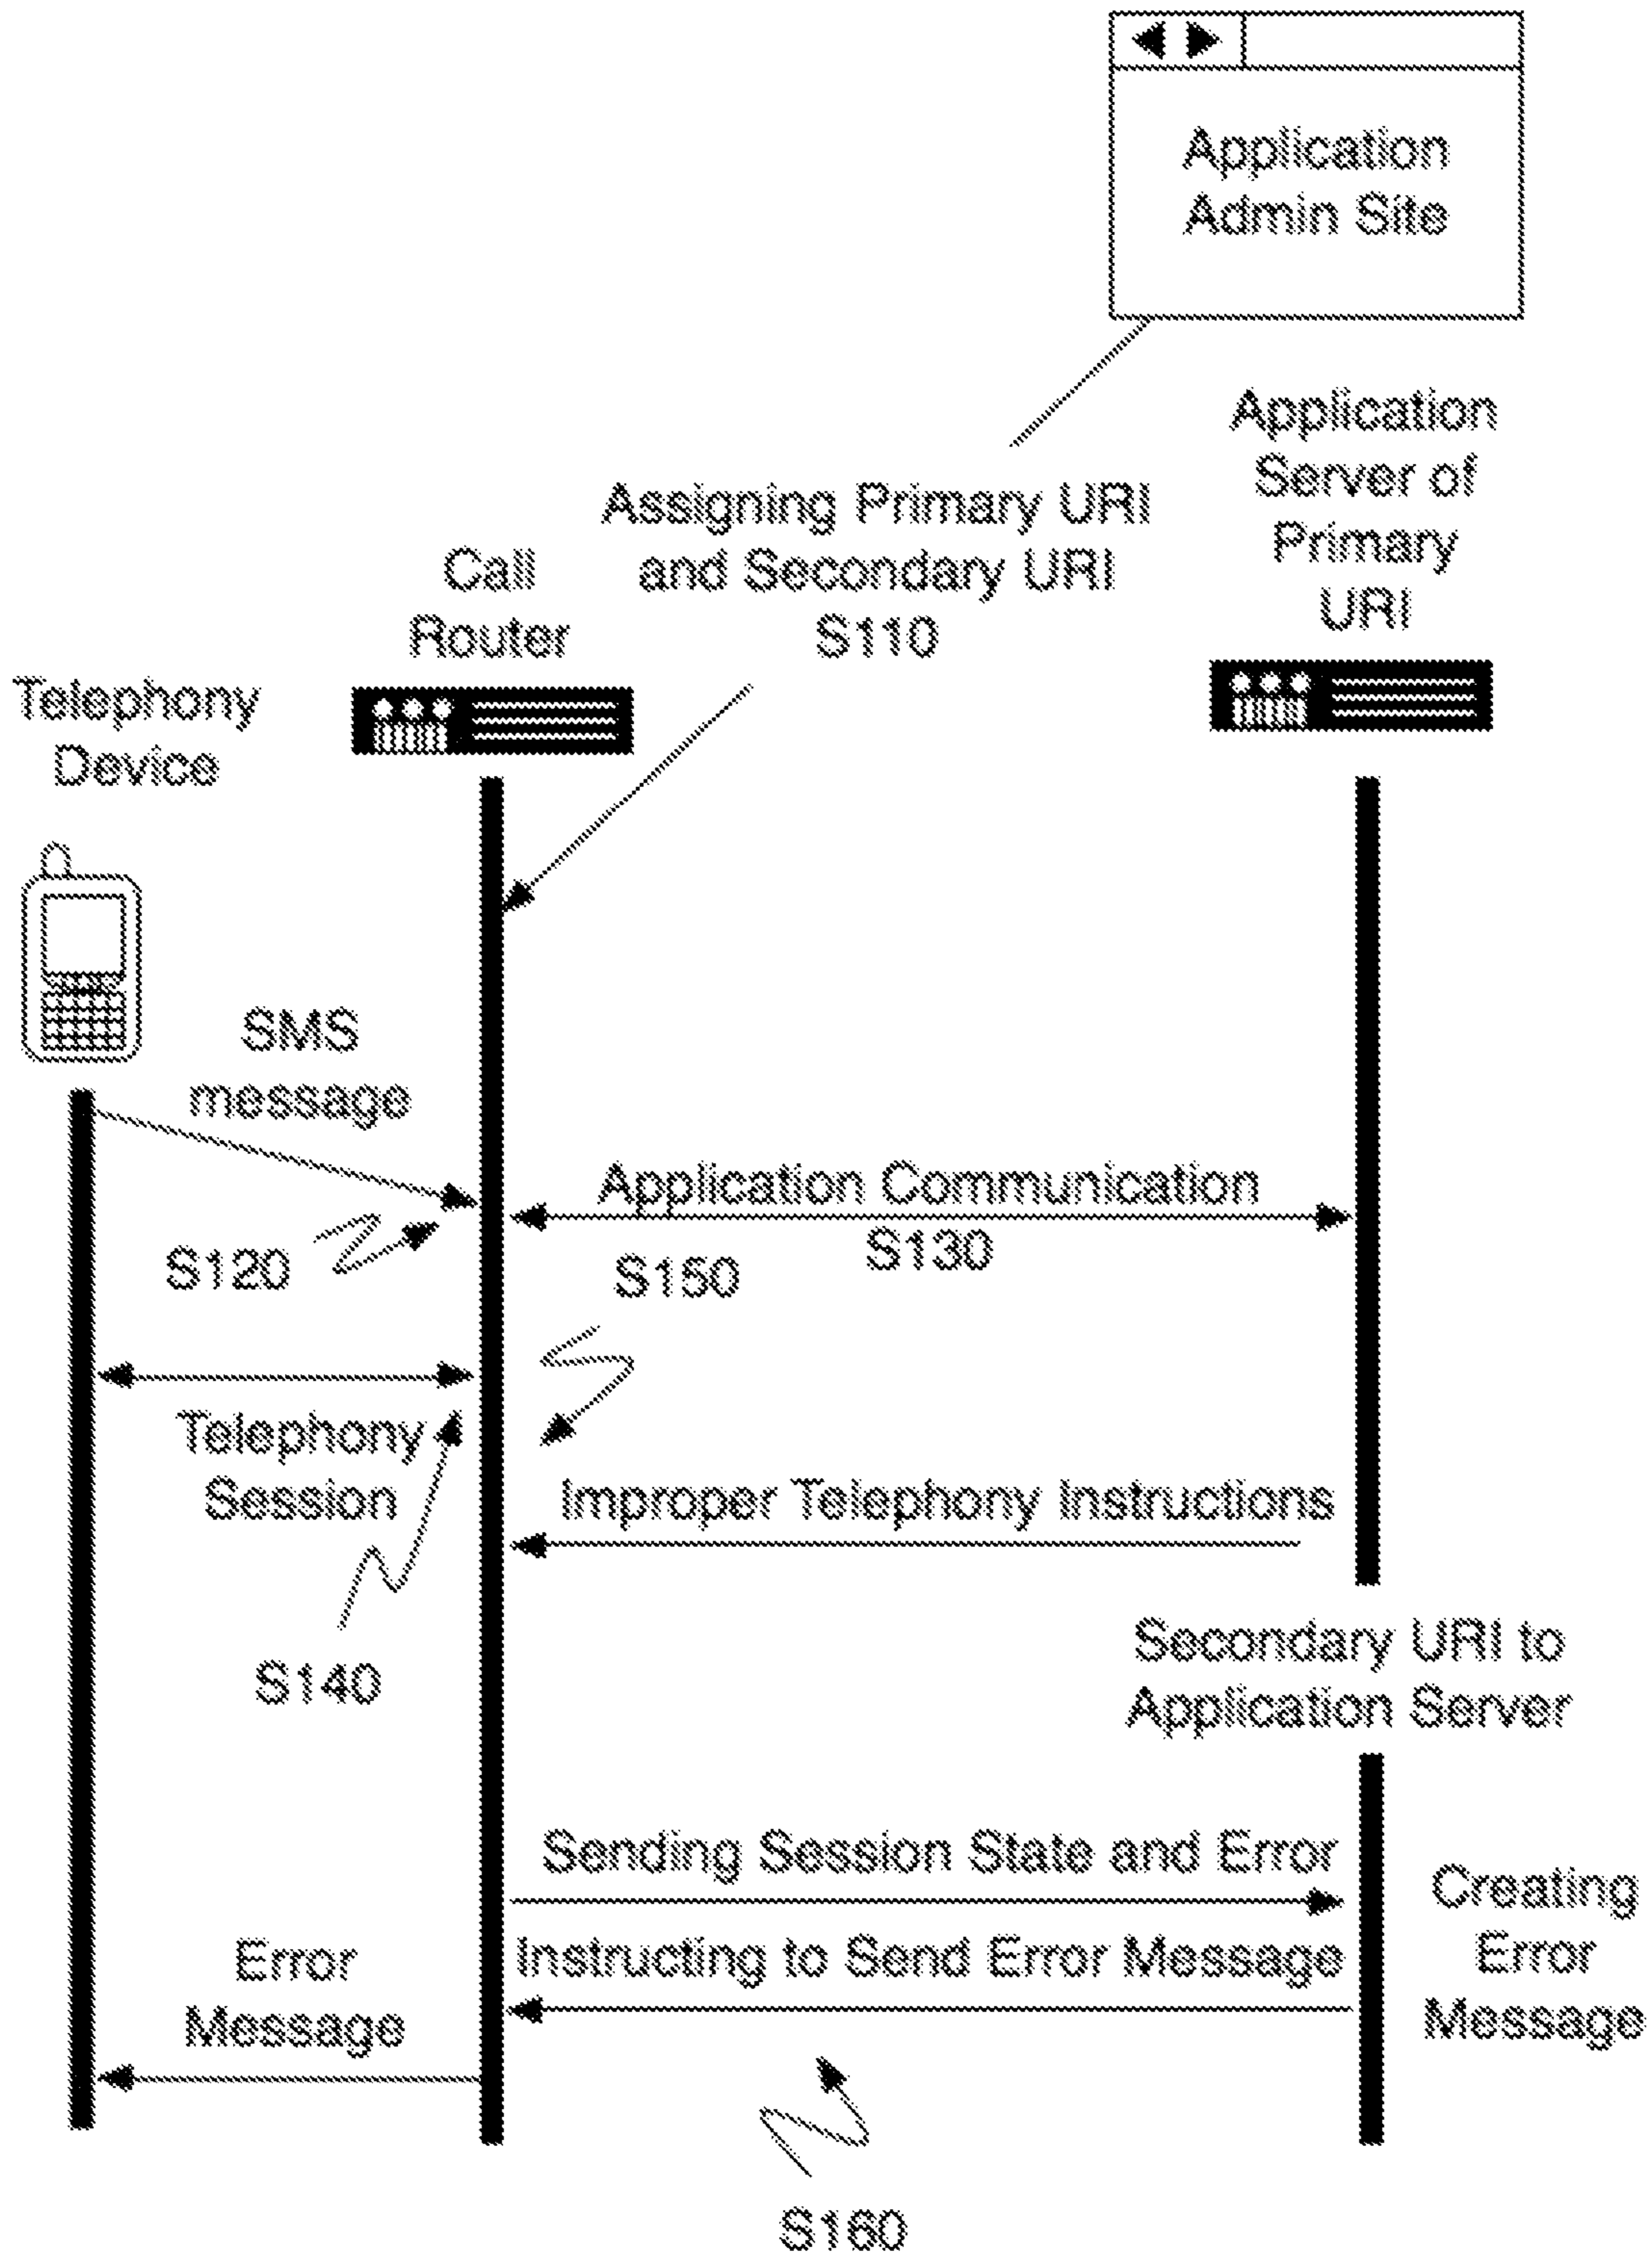 Application
Admin Site
Application
Server of
Primary
URI
Assigning Primary URI
and Secondary URI
S110
Call
Router
Telephony
Device
SMS
message
Application Communication
S130
S120
S150
Telephony
Session
Improper Telephony Instructions
S140
Secondary URI to
Application Server
Sending Session State and Error
Creating
Error
Message
Instructing to Send Error Message
Error
Message
S160